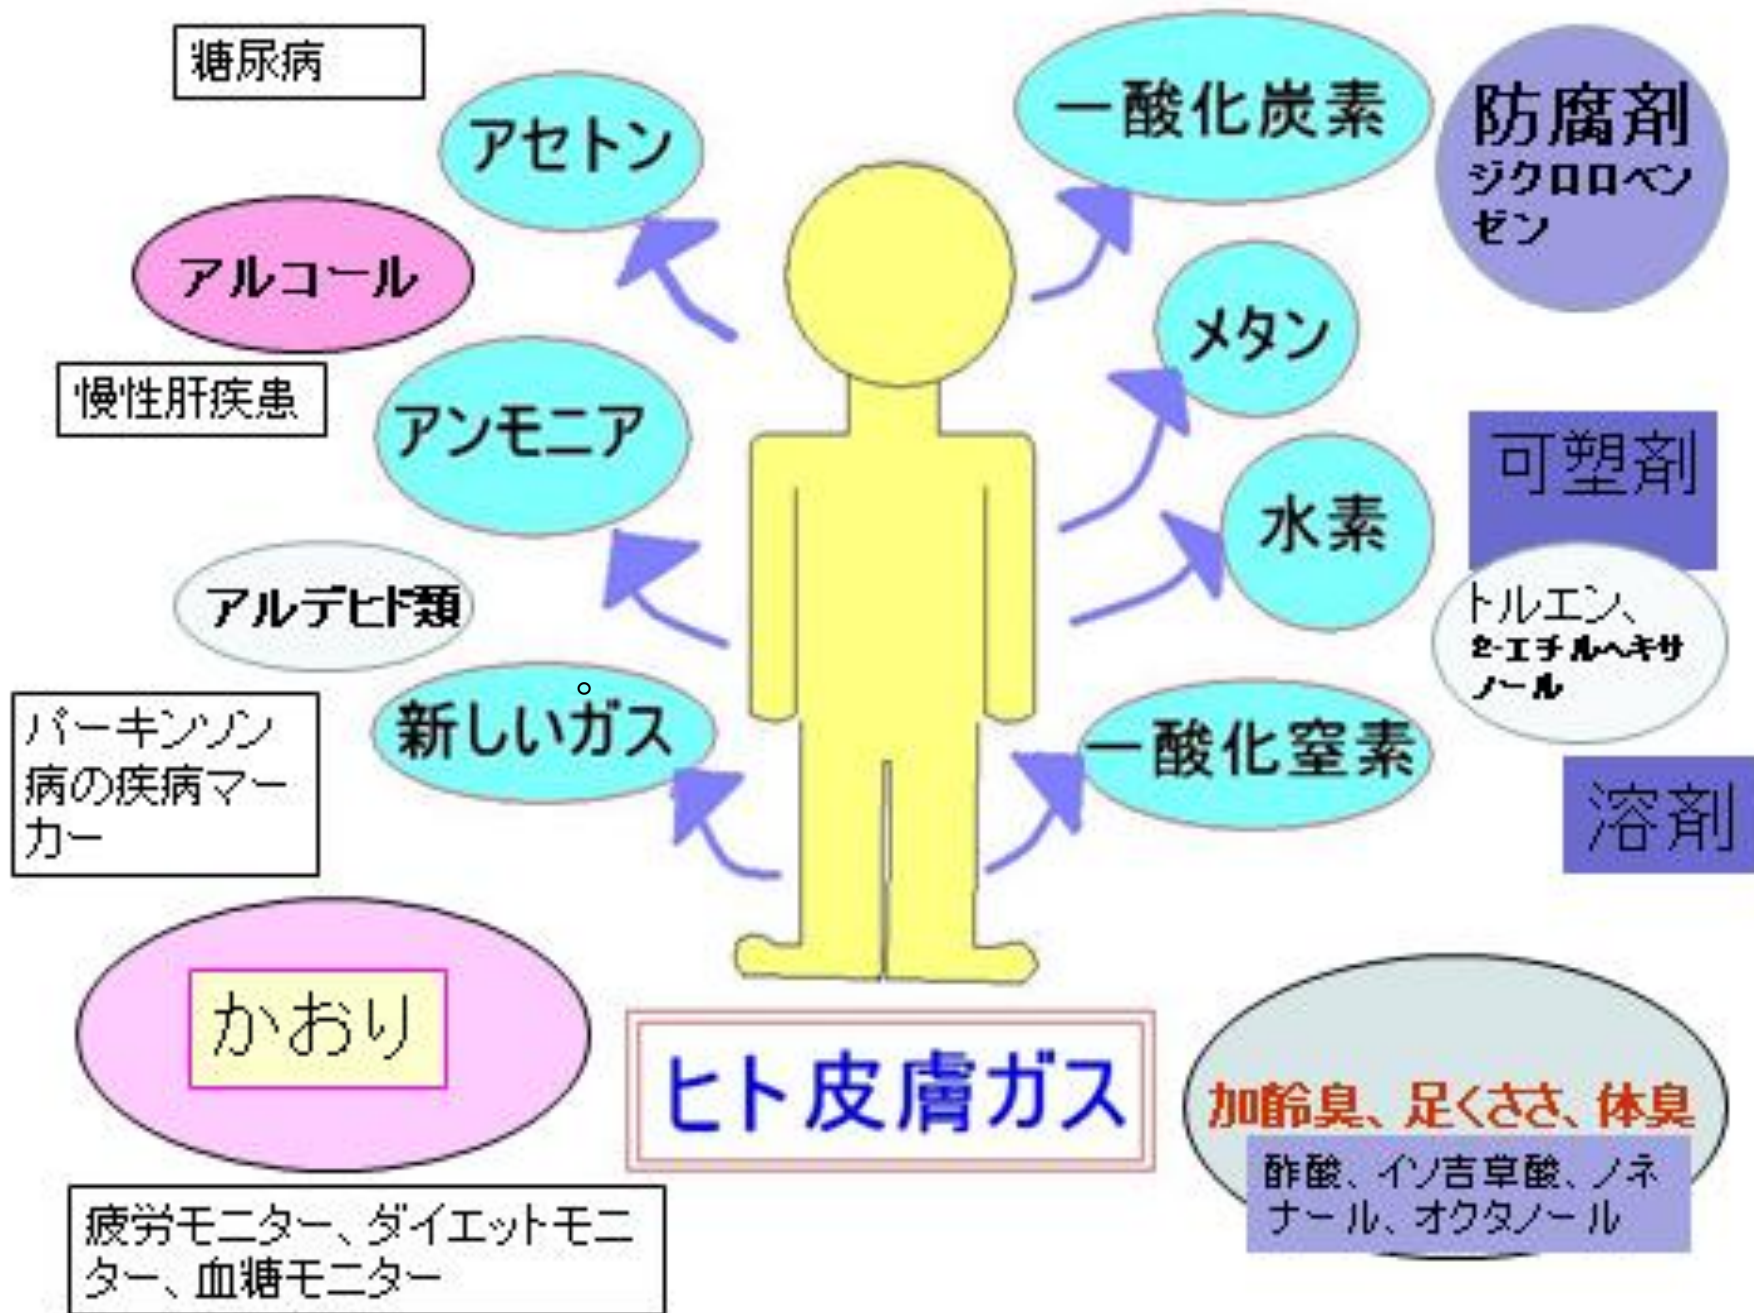 糖尿病
アセトン
一酸化炭素
防腐剤
ジクロロベン
ゼン
アルコール
メタン
慢性肝疾患
アンモニア
可塑剤
水素
アルデヒド類
トルエン、
2-エチルヘキサ
ノール
新しいガス
。
一酸化窒素
パーキンソン
病の疾病マー
カー
溶剤
かおり
ヒト皮膚ガス
加齢臭、足くささ、体臭
酢酸、イソ吉草酸、ノネ
ナール、オクタノール
疲労モニター、ダイエットモニ
ター、血糖モニター